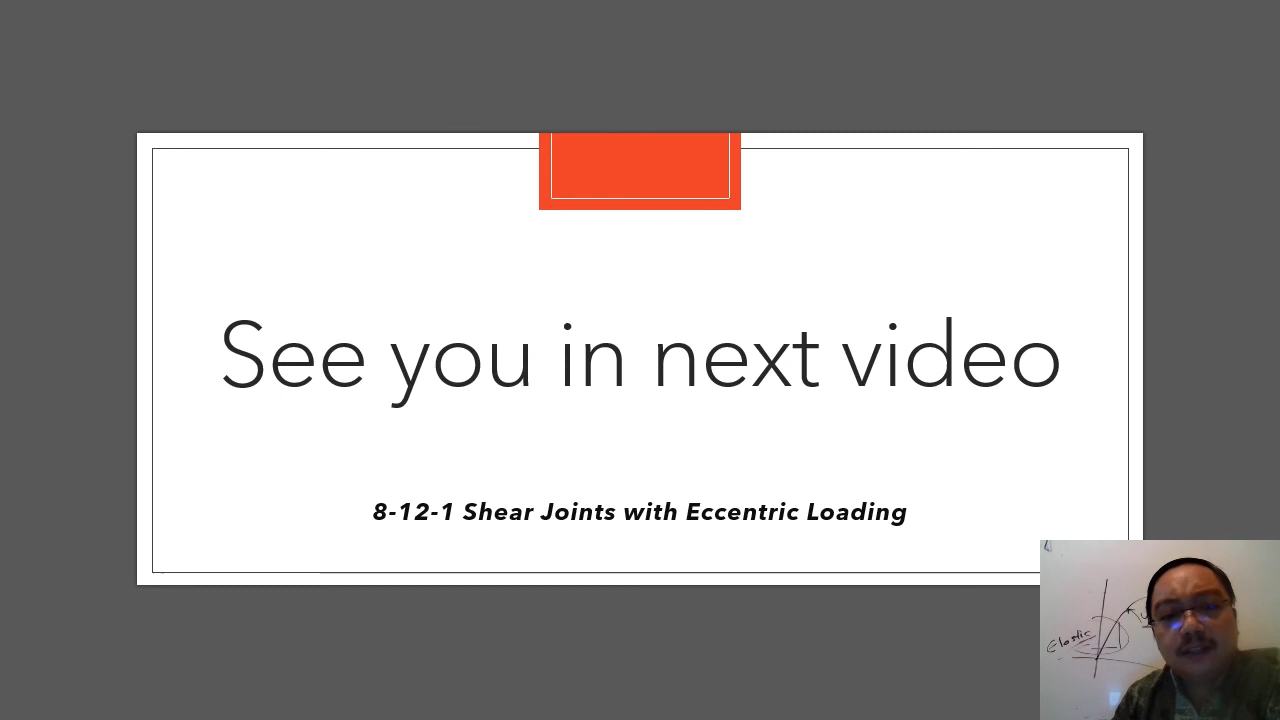 See you in next video
8-12-1 Shear Joints with Eccentric Loading
Elastic